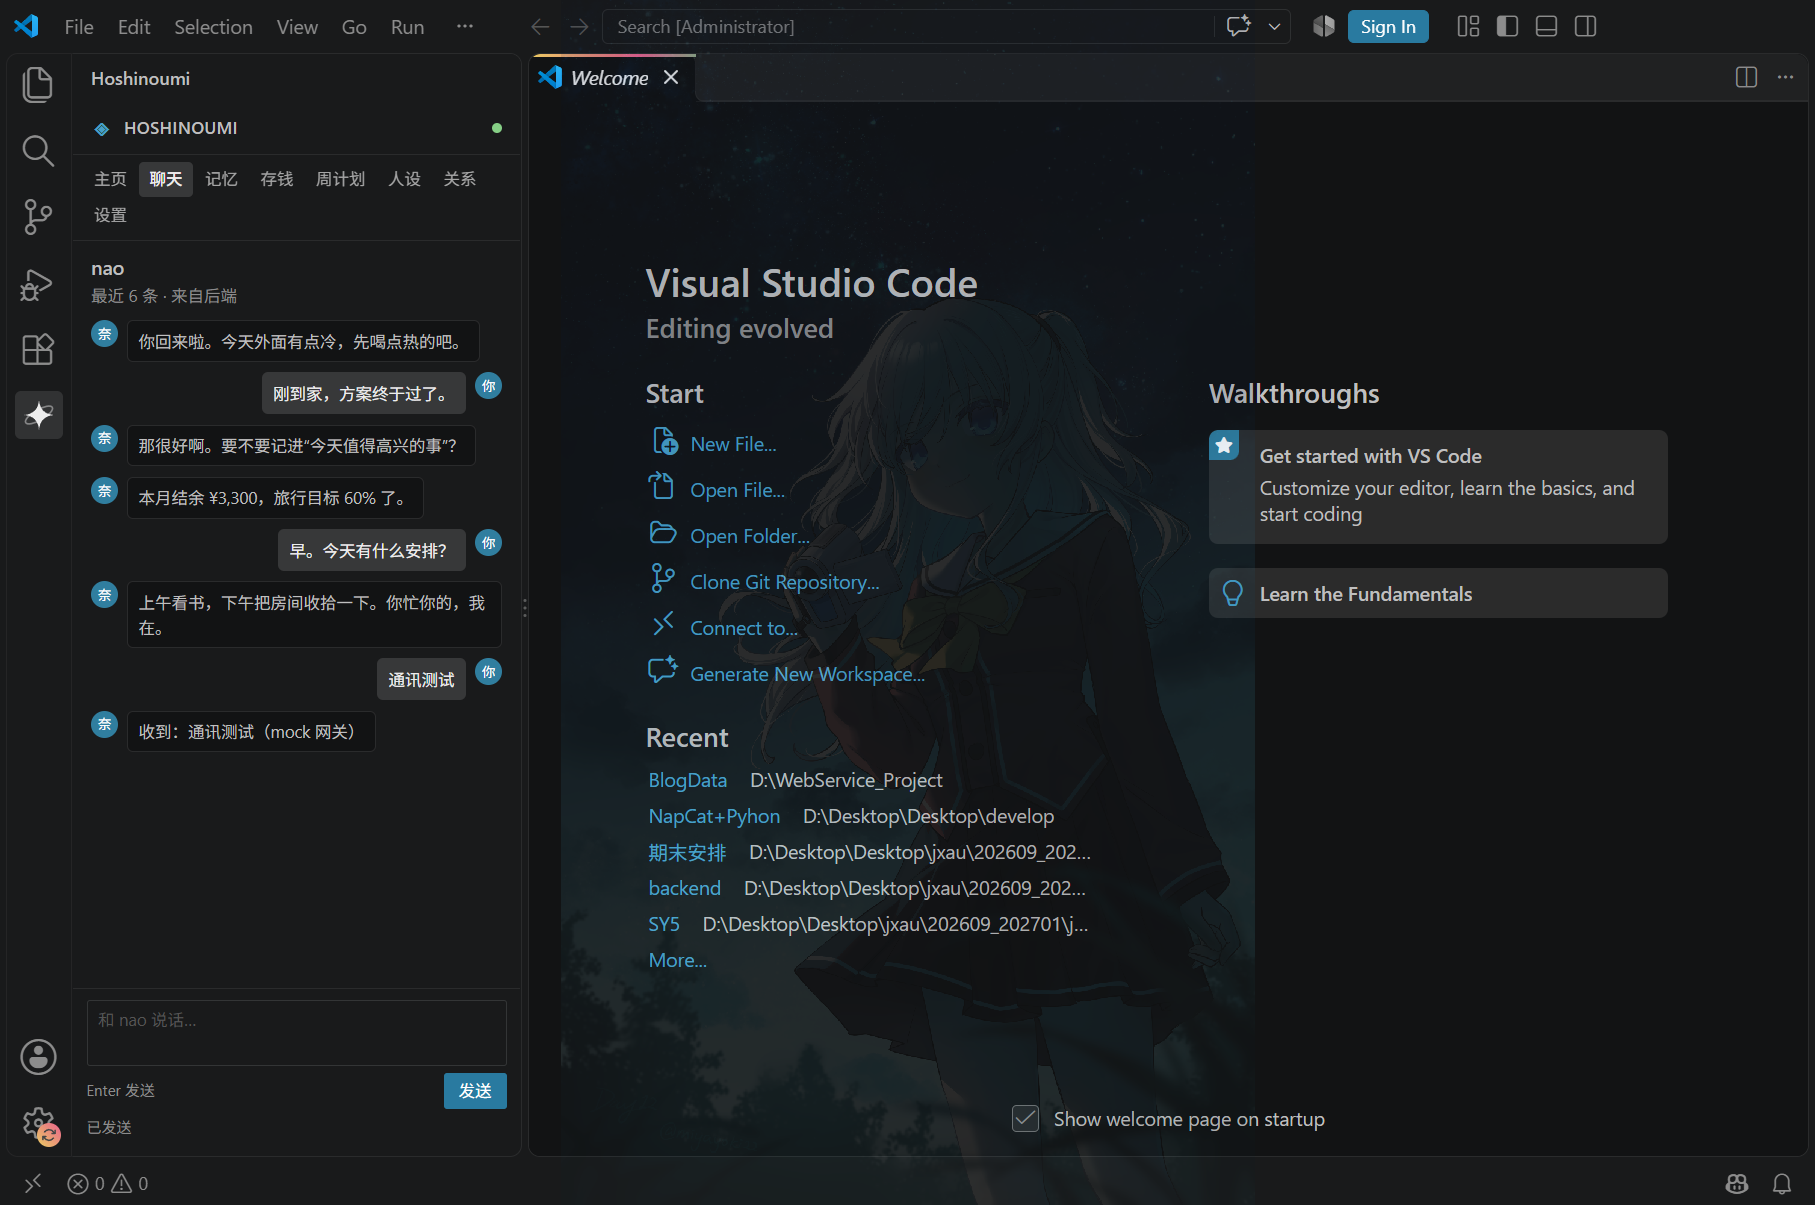 File Edit Selection View Go Run ···
Search [Administrator]
Sign In
Hoshinoumi
HOSHINOUMI
主页 聊天 记忆 存钱 周计划 人设 关系
设置
nao
最近 6 条 · 来自后端
奈 你回来啦。今天外面有点冷，先喝点热的吧。
刚到家，方案终于过了。 你
奈 那很好啊。要不要记进“今天值得高兴的事”？
奈 本月结余 ¥3,300，旅行目标 60% 了。
早。今天有什么安排？ 你
奈 上午看书，下午把房间收拾一下。你忙你的，我
在。
通讯测试 你
奈 收到：通讯测试（mock 网关）
和 nao 说话...
Enter 发送 发送
已发送
Welcome
Visual Studio Code
Editing evolved
Start
New File...
Open File...
Open Folder...
Clone Git Repository...
Connect to...
Generate New Workspace...
Recent
BlogData D:\WebService_Project
NapCat+Pyhon D:\Desktop\Desktop\develop
期末安排 D:\Desktop\Desktop\jxau\202609_202...
backend D:\Desktop\Desktop\jxau\202609_202...
SY5 D:\Desktop\Desktop\jxau\202609_202701\j...
More...
Walkthroughs
Get started with VS Code
Customize your editor, learn the basics, and
start coding
Learn the Fundamentals
Show welcome page on startup
0 0